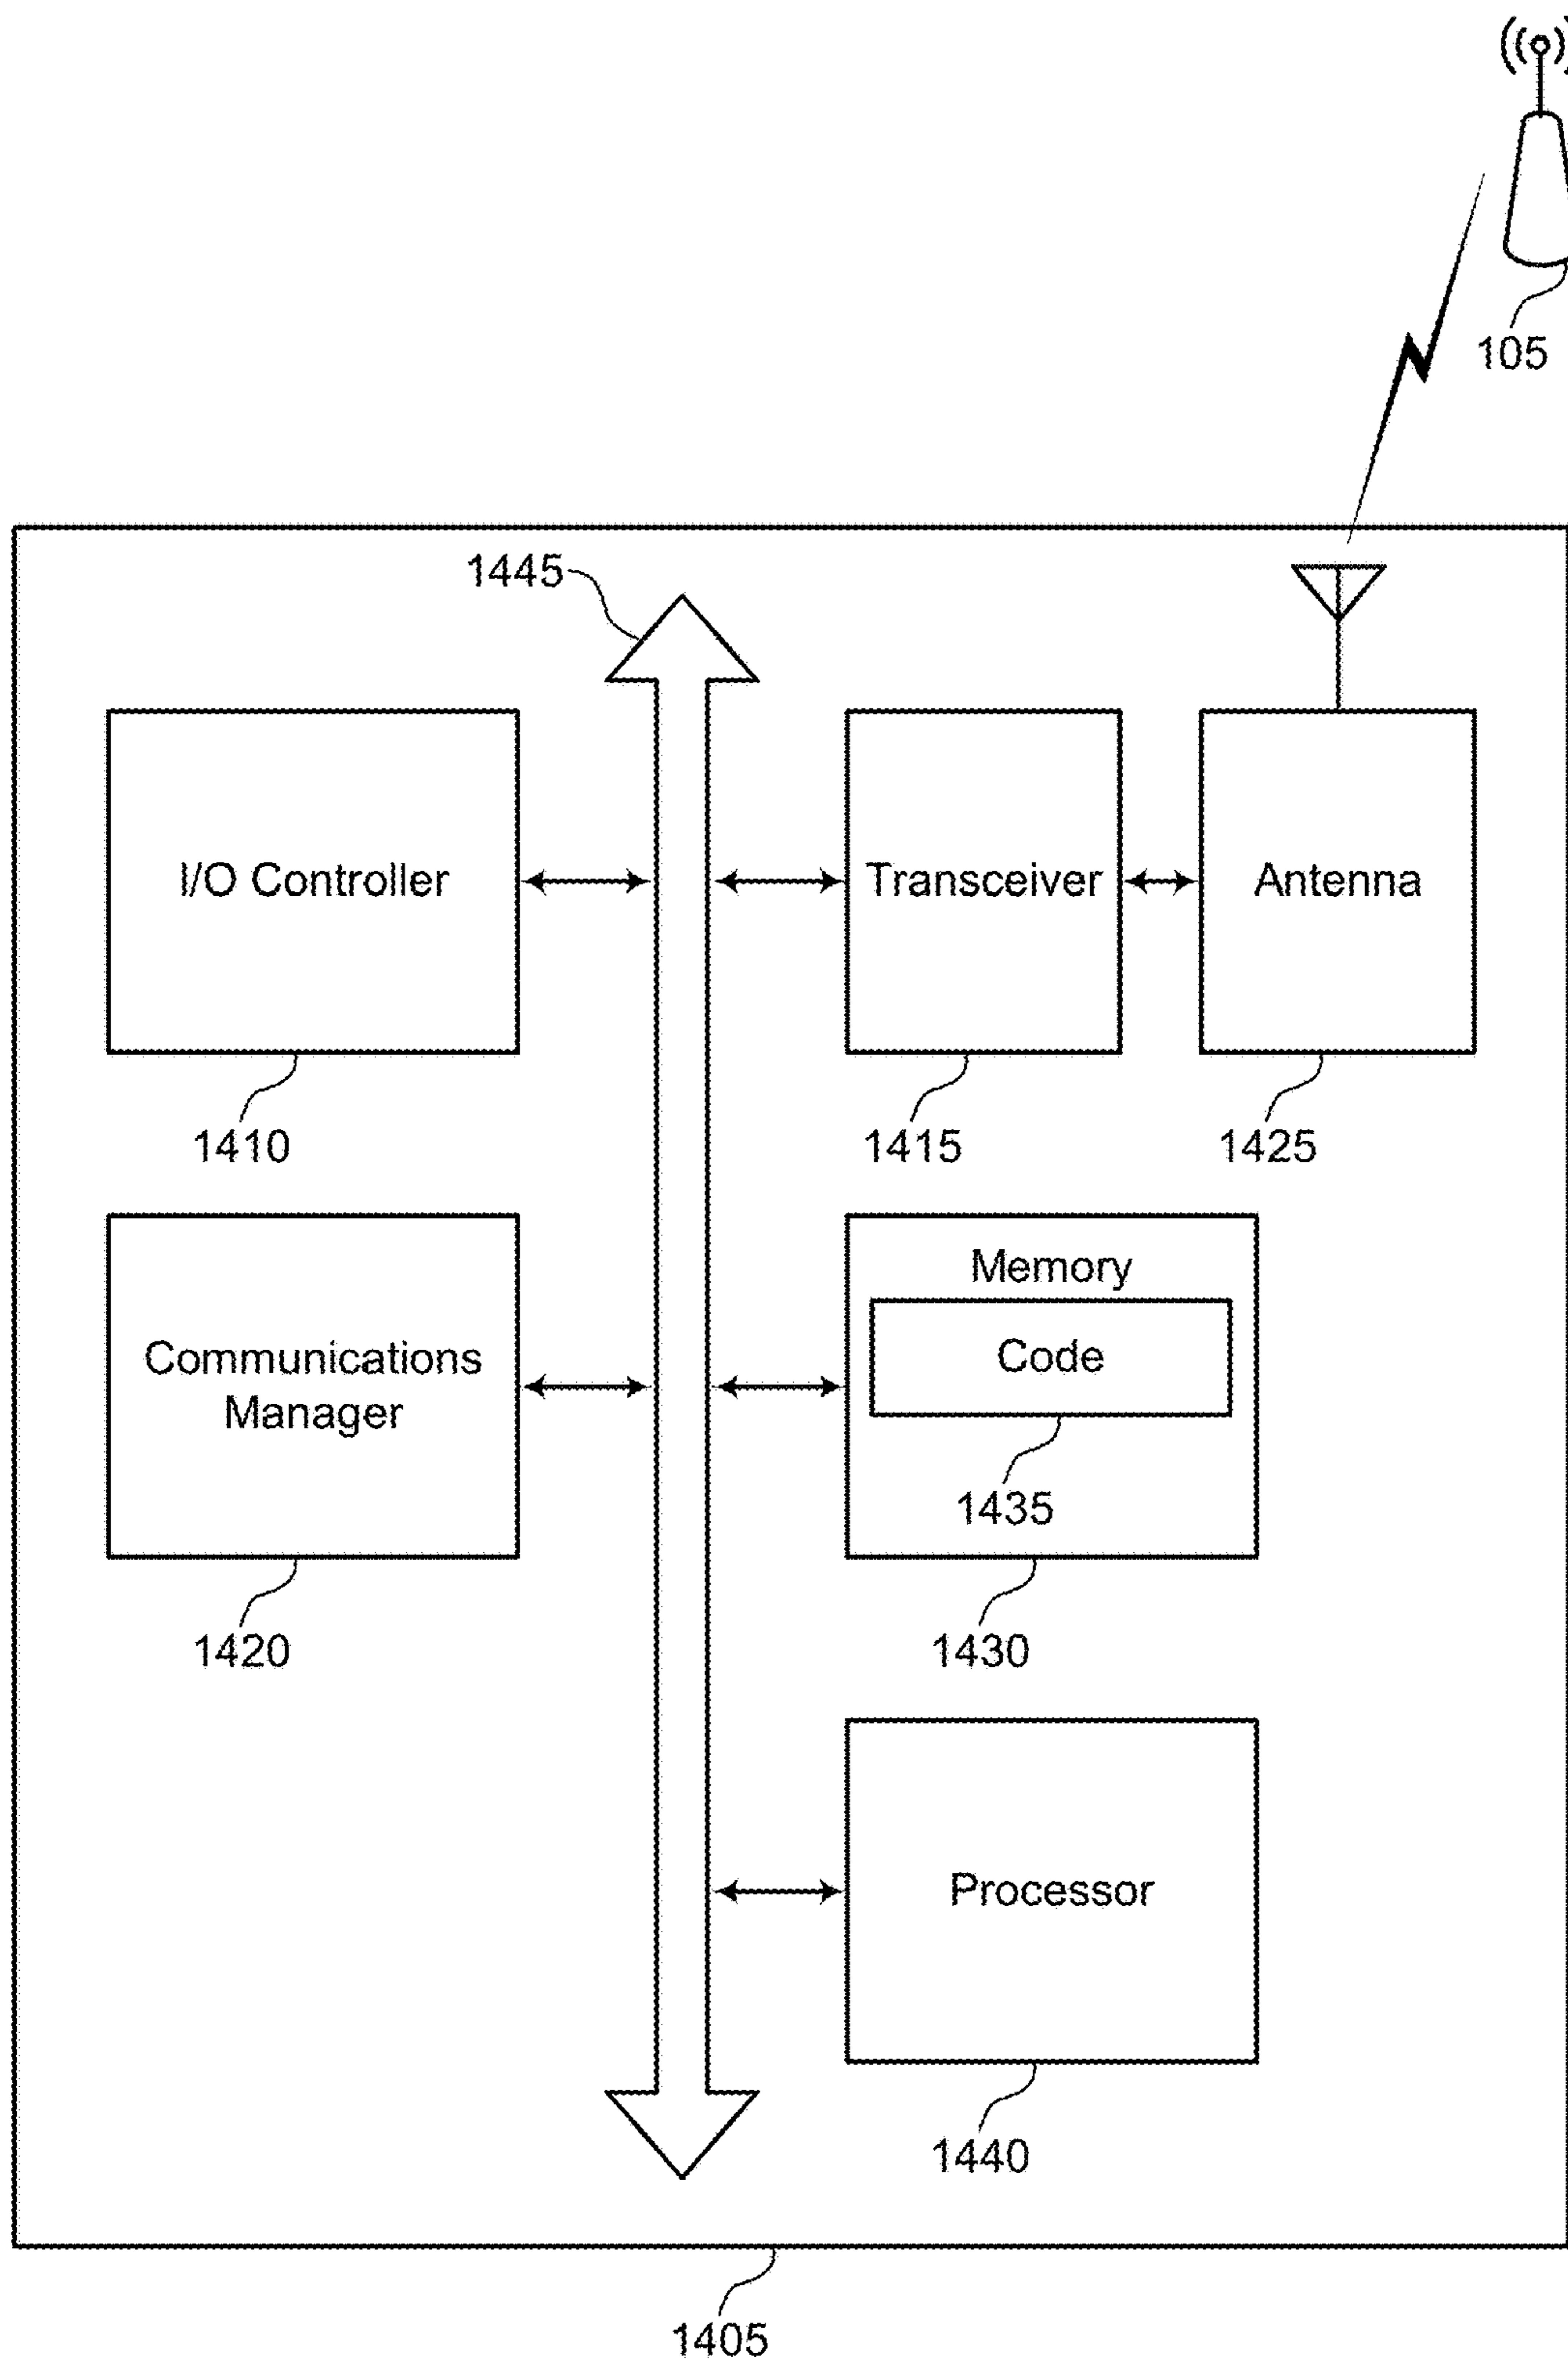 105
1445
I/O Controller
Transceiver
Antenna
1410
1415
1425
Communications
Manager
Memory
Code
1435
1420
1430
Processor
1440
1405